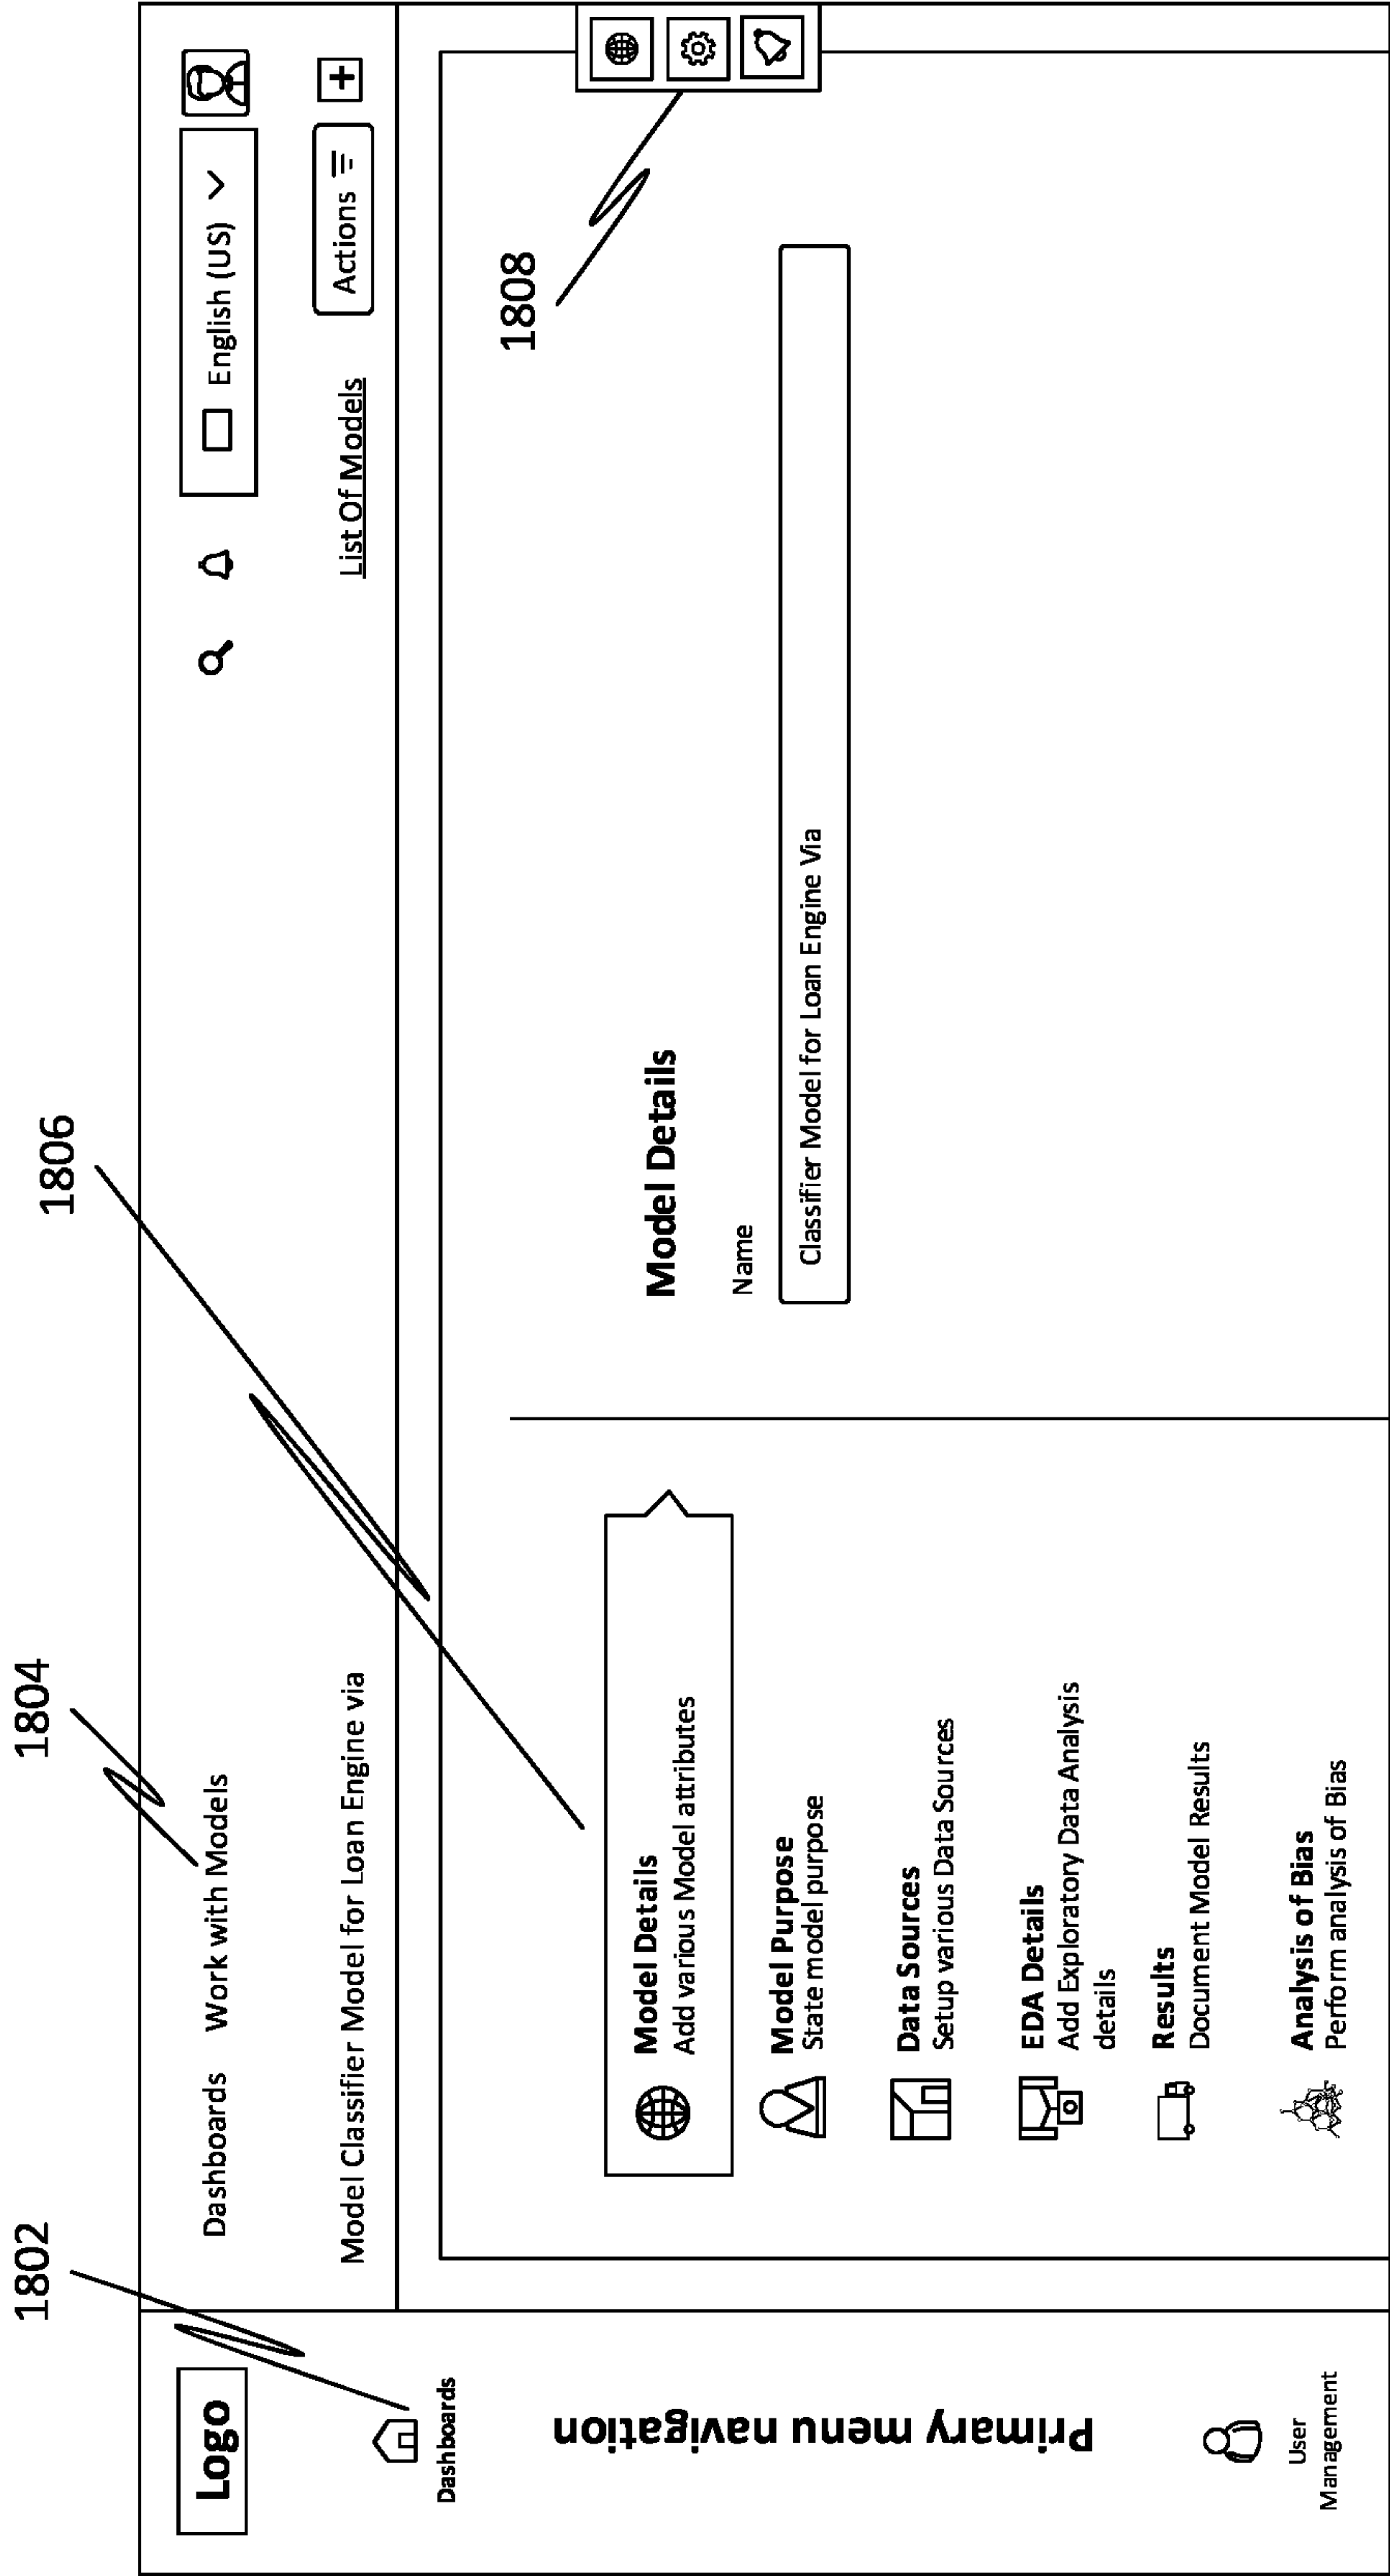 1802
1804
1806
Logo
Dashboards
Primary menu navigation
User
Management
Dashboards
Work with Models
English (US)
Model Classifier Model for Loan Engine via
List Of Models
Actions
1808
Model Details
Add various Model attributes
Model Purpose
State model purpose
Data Sources
Setup various Data Sources
EDA Details
Add Exploratory Data Analysis
details
Results
Document Model Results
Analysis of Bias
Perform analysis of Bias
Model Details
Name
Classifier Model for Loan Engine Via